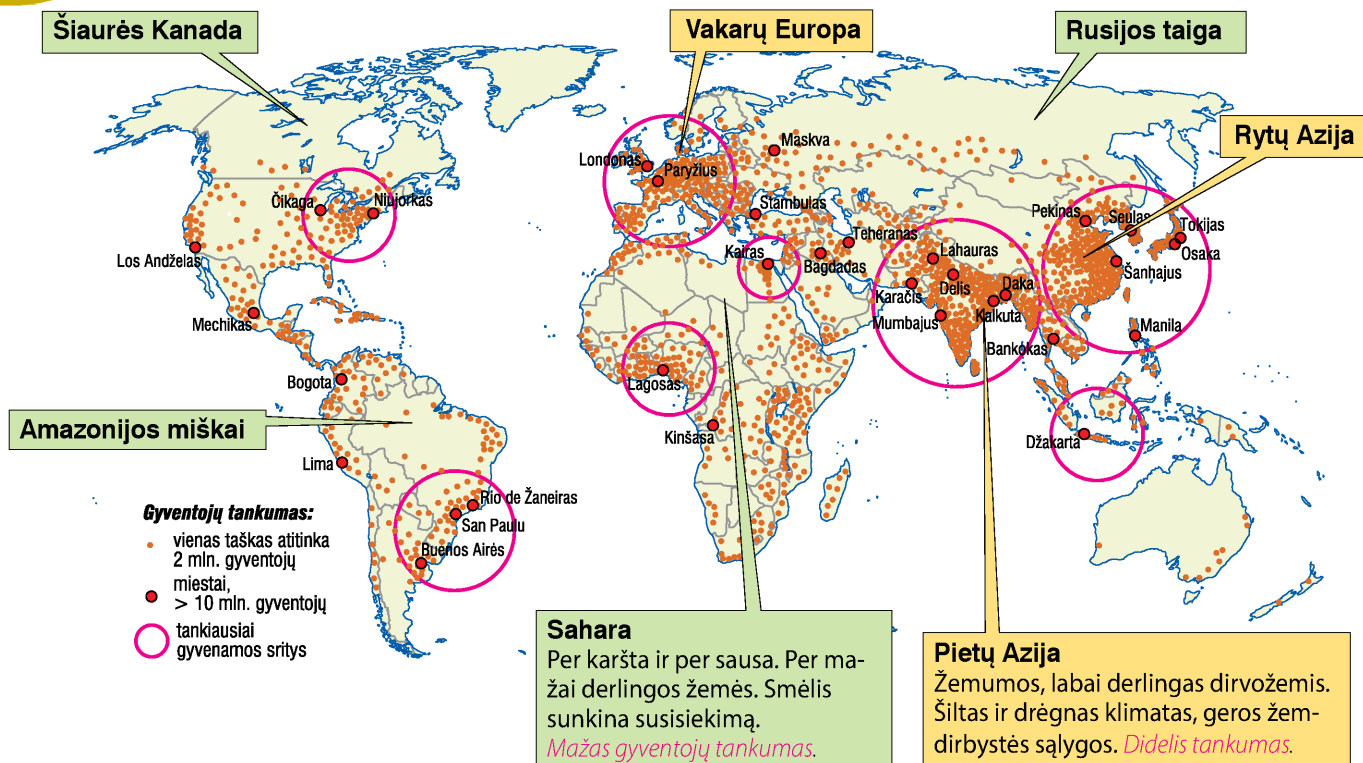 Šiaurės Kanada
Vakarų Europa
Rusijos taiga
Rytų Azija
Maskva
Londonas
Paryžius
Čikaga
Niujorkas
Stambulas
Pekinas
Seulas
Tokijas
Osaka
Los Andželas
Kairas
Bagdadas
Teheranas
Lahauras
Šanhajus
Karačis
Delis
Daka
Mechikas
Mumbajus
Kalkuta
Manila
Bankokas
Bogota
Lagosas
Amazonijos miškai
Kinšasa
Džakarta
Lima
Rio de Žaneiras
San Paulu
Buenos Airės
Gyventojų tankumas:
vienas taškas atitinka
2 mln. gyventojų
miestai,
> 10 mln. gyventojų
tankiausiai
gyvenamos sritys
Sahara
Per karšta ir per sausa. Per ma-
žai derlingos žemės. Smėlis
sunkina susisiekimą.
Mažas gyventojų tankumas.
Pietų Azija
Žemumos, labai derlingas dirvožemis.
Šiltas ir drėgnas klimatas, geros žem-
dirbystės sąlygos. Didelis tankumas.